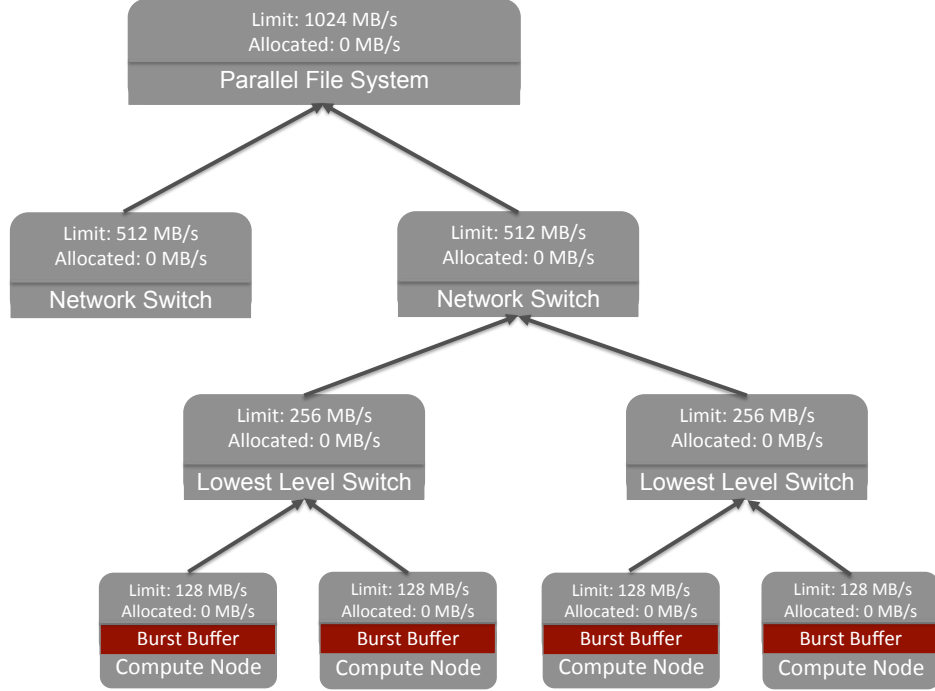 Limit: 1024 MB/s
Allocated: 0 MB/s
Parallel File System
Limit: 512 MB/s
Allocated: 0 MB/s
Network Switch
Limit: 512 MB/s
Allocated: 0 MB/s
Network Switch
Limit: 256 MB/s
Allocated: 0 MB/s
Lowest Level Switch
Limit: 256 MB/s
Allocated: 0 MB/s
Lowest Level Switch
Limit: 128 MB/s
Allocated: 0 MB/s
Burst Buffer
Compute Node
Limit: 128 MB/s
Allocated: 0 MB/s
Burst Buffer
Compute Node
Limit: 128 MB/s
Allocated: 0 MB/s
Burst Buffer
Compute Node
Limit: 128 MB/s
Allocated: 0 MB/s
Burst Buffer
Compute Node